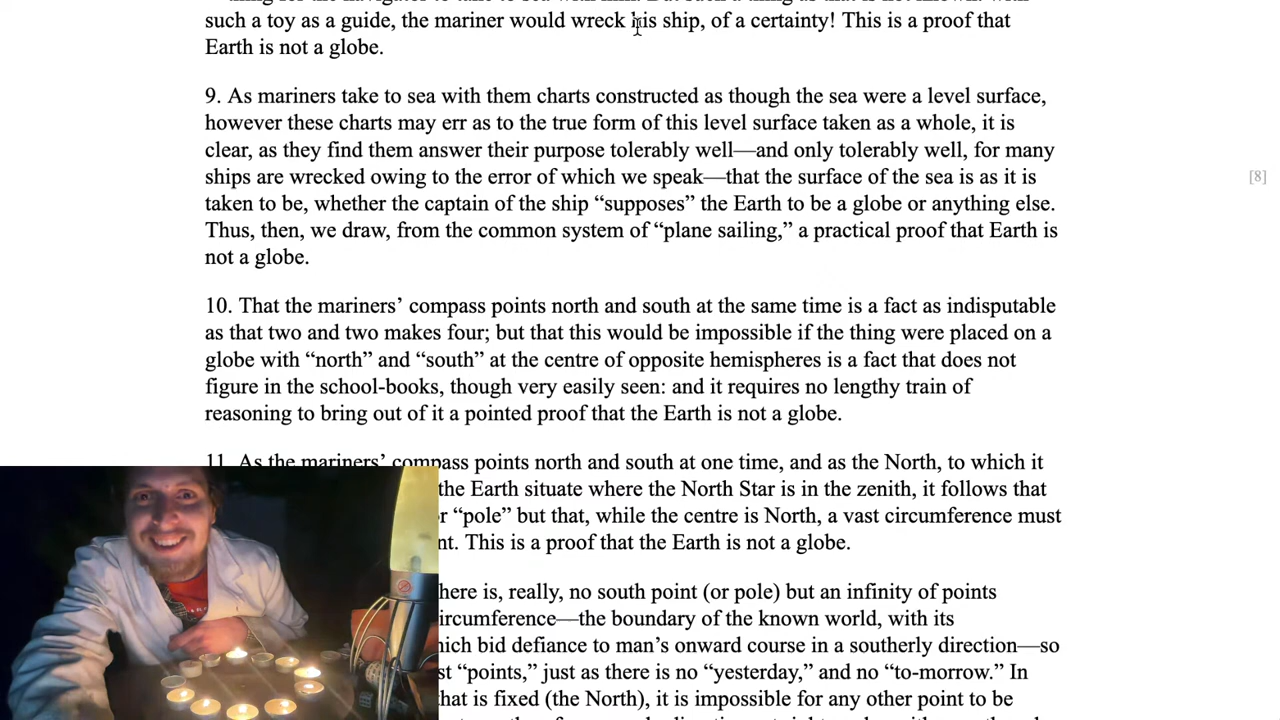 such a toy as a guide, the mariner would wreck his ship, of a certainty! This is a proof that
Earth is not a globe.
9. As mariners take to sea with them charts constructed as though the sea were a level surface,
however these charts may err as to the true form of this level surface taken as a whole, it is
clear, as they find them answer their purpose tolerably well—and only tolerably well, for many
ships are wrecked owing to the error of which we speak—that the surface of the sea is as it is
[8]
taken to be, whether the captain of the ship “supposes” the Earth to be a globe or anything else.
Thus, then, we draw, from the common system of “plane sailing,” a practical proof that Earth is
not a globe.
10. That the mariners’ compass points north and south at the same time is a fact as indisputable
as that two and two makes four; but that this would be impossible if the thing were placed on a
globe with “north” and “south” at the centre of opposite hemispheres is a fact that does not
figure in the school-books, though very easily seen: and it requires no lengthy train of
reasoning to bring out of it a pointed proof that the Earth is not a globe.
11. As the mariners’ compass points north and south at one time, and as the North, to which it
the Earth situate where the North Star is in the zenith, it follows that
“pole” but that, while the centre is North, a vast circumference must
This is a proof that the Earth is not a globe.
there is, really, no south point (or pole) but an infinity of points
circumference—the boundary of the known world, with its
which bid defiance to man’s onward course in a southerly direction—so
“points,” just as there is no “yesterday,” and no “to-morrow.” In
that is fixed (the North), it is impossible for any other point to be